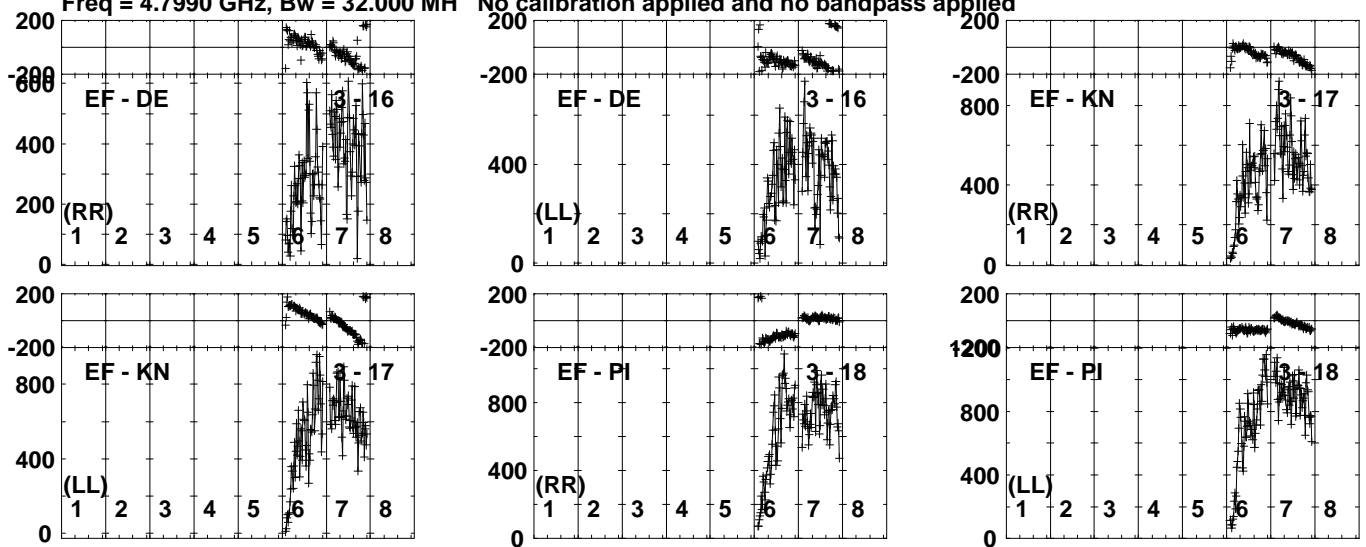 Freq = 4.7990 GHz, Bw = 32.000 MH No calibration applied and no bandpass applied
200
-200
600
400
200
0
EF - DE
3 - 16
(RR)
1 2 3 4 5 6 7 8
200
-200
400
0
EF - DE
3 - 16
(LL)
1 2 3 4 5 6 7 8
200
-200
800
400
0
EF - KN
3 - 17
(RR)
1 2 3 4 5 6 7 8
200
-200
800
400
0
EF - KN
3 - 17
(LL)
1 2 3 4 5 6 7 8
200
-200
800
400
0
EF - PI
3 - 18
(RR)
1 2 3 4 5 6 7 8
200
-200
1200
800
400
0
EF - PI
3 - 18
(LL)
1 2 3 4 5 6 7 8